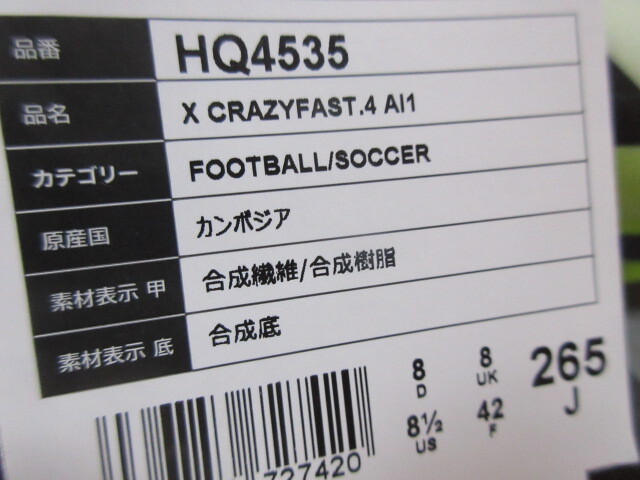 品番 HQ4535
品名 X CRAZYFAST.4 AI1
カテゴリー FOOTBALL/SOCCER
原産国 カンボジア
素材表示 甲 合成繊維/合成樹脂
素材表示 底 合成底
8 D 8 UK 265 J
8½ US 42 F
727420